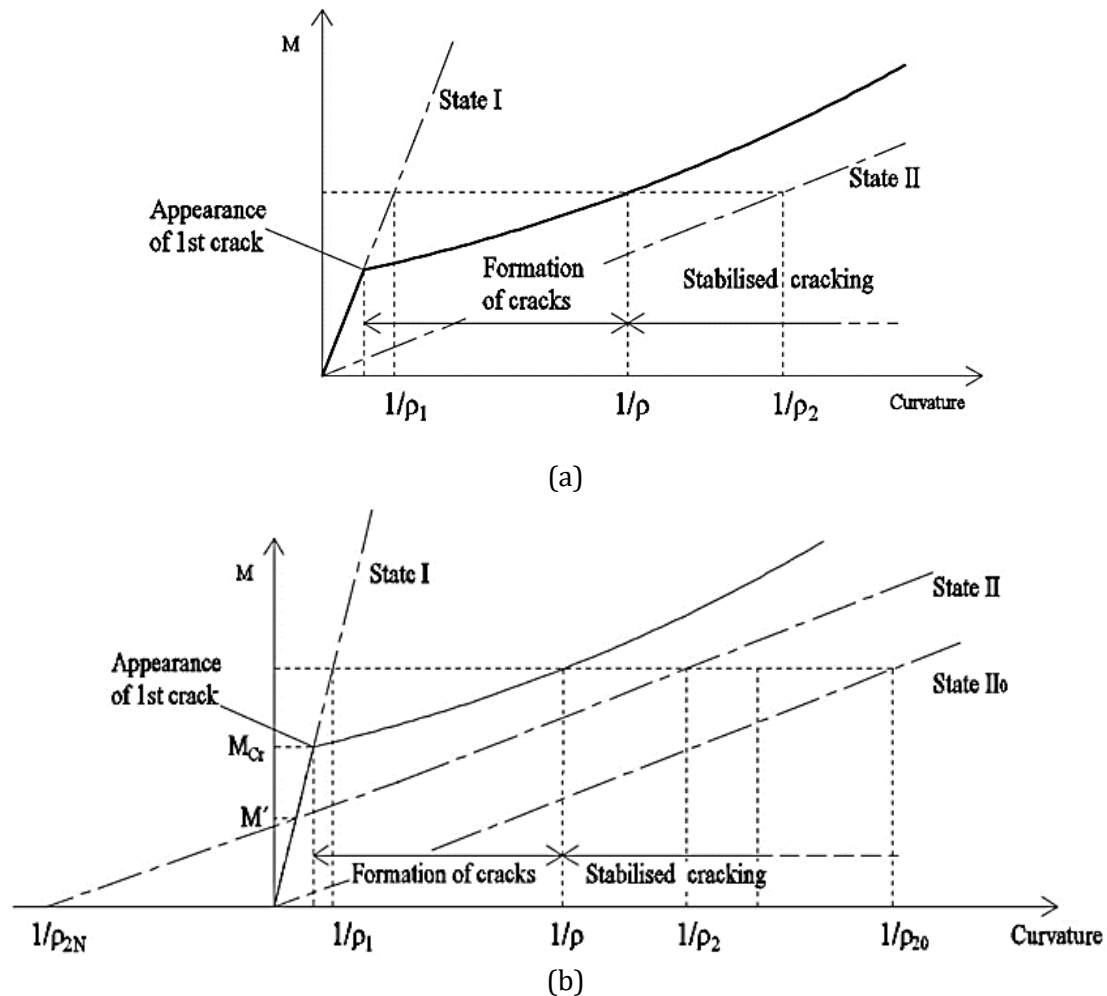 M
State I
State II
Appearance
of 1st crack
Formation
of cracks
Stabilised cracking
1/ρ₁
1/ρ
1/ρ₂
Curvature
(a)
M
State I
State II
Appearance
of 1st crack
State II₀
M_Cr
M′
Formation of cracks
Stabilised cracking
1/ρ₂N
1/ρ₁
1/ρ
1/ρ₂
1/ρ₂₀
Curvature
(b)